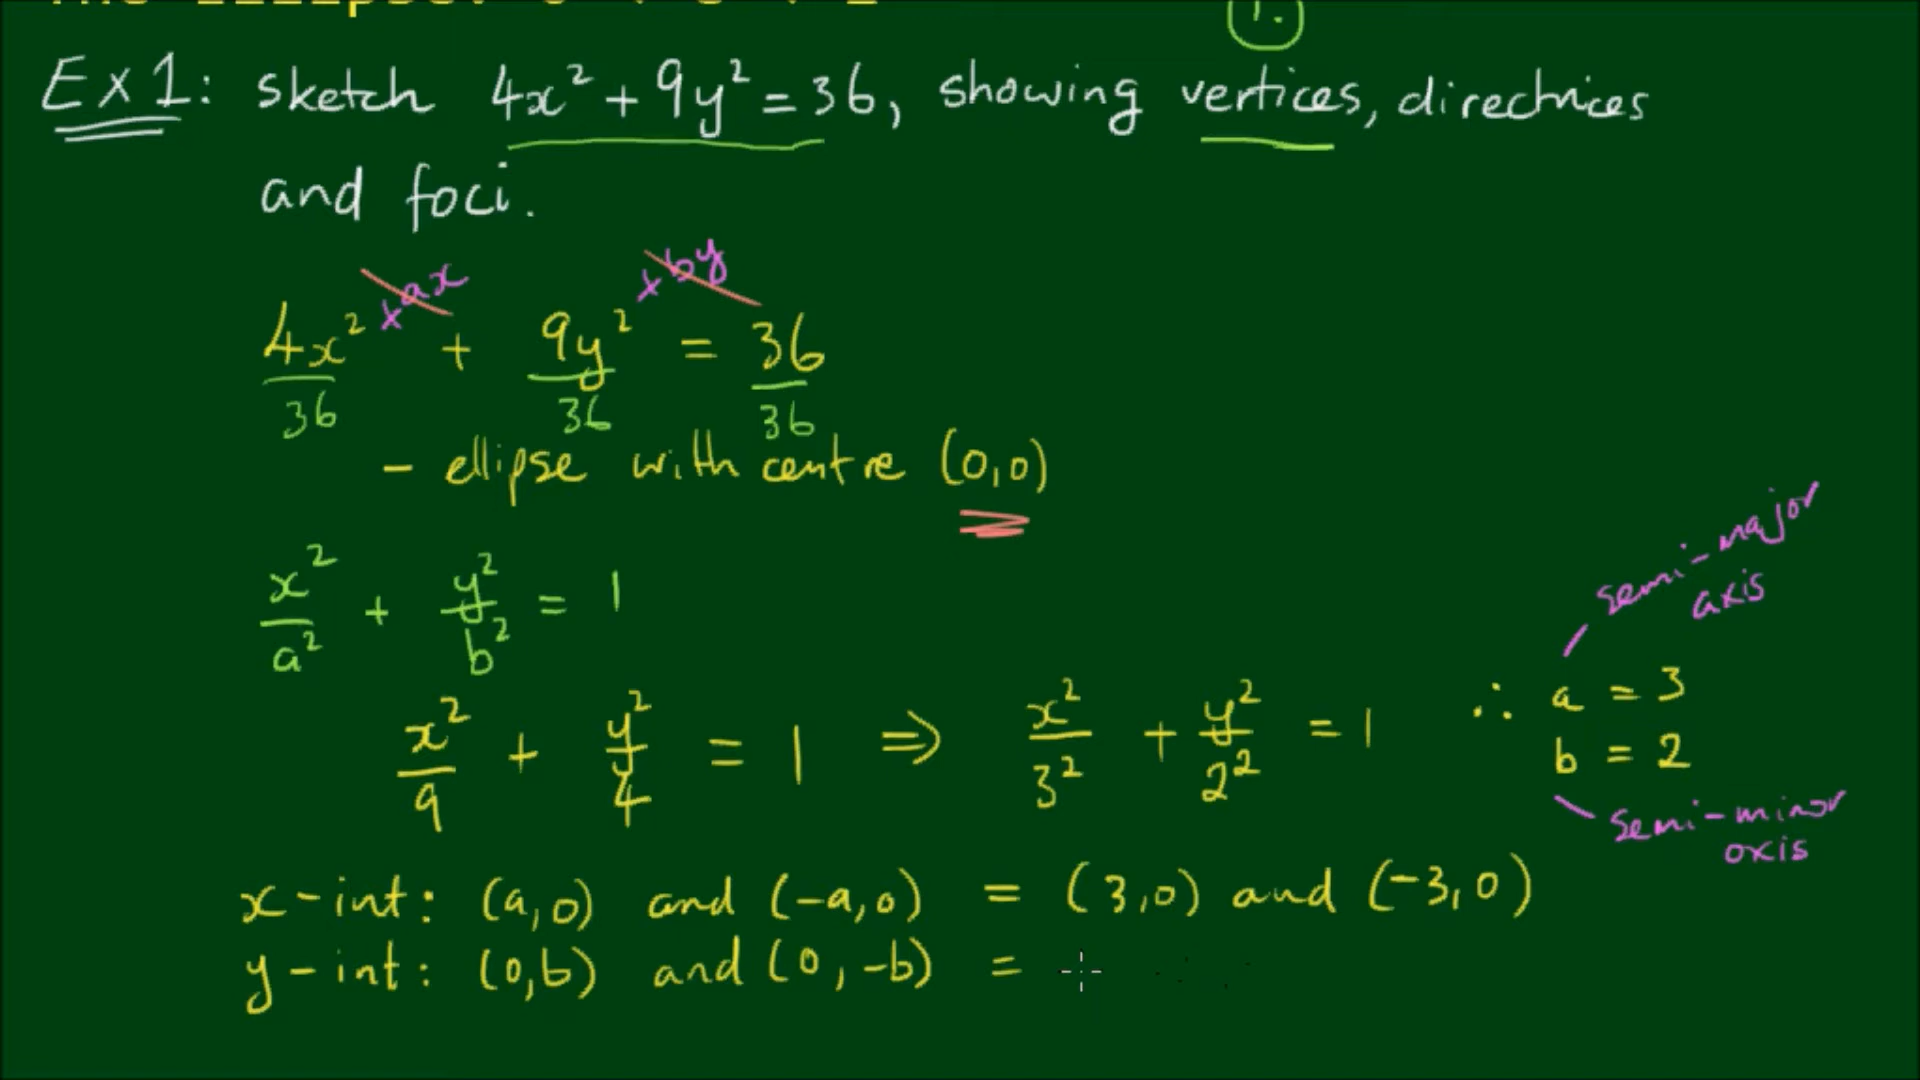 Ex1: sketch 4x² + 9y² = 36, showing vertices, directrices
and foci.
×ax ×by
4x²/36 + 9y²/36 = 36/36
- ellipse with centre (0,0)
x²/a² + y²/b² = 1
semi-major
axis
x²/9 + y²/4 = 1 ⇒ x²/3² + y²/2² = 1 ∴ a = 3
b = 2
semi-minor
axis
x-int: (a,0) and (-a,0) = (3,0) and (-3,0)
y-int: (0,b) and (0,-b) =